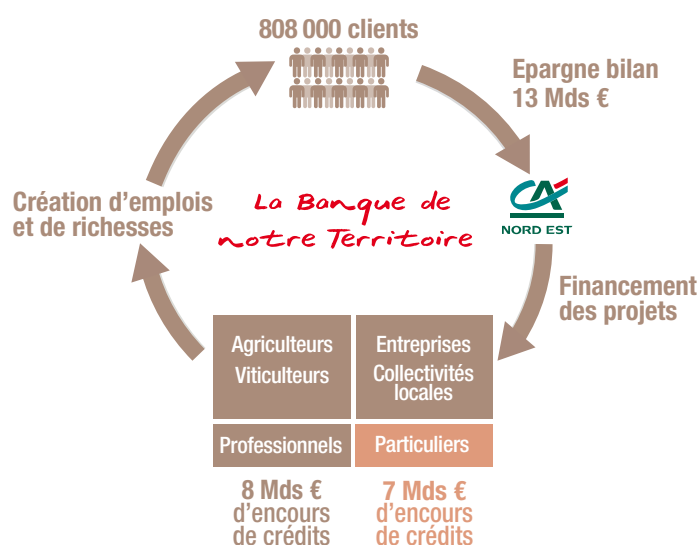 808 000 clients
Epargne bilan
13 Mds €
CA
NORD EST
Création d’emplois
et de richesses
La Banque de
notre Territoire
Financement
des projets
Agriculteurs
Viticulteurs
Entreprises
Collectivités
locales
Professionnels
Particuliers
8 Mds €
d’encours
de crédits
7 Mds €
d’encours
de crédits